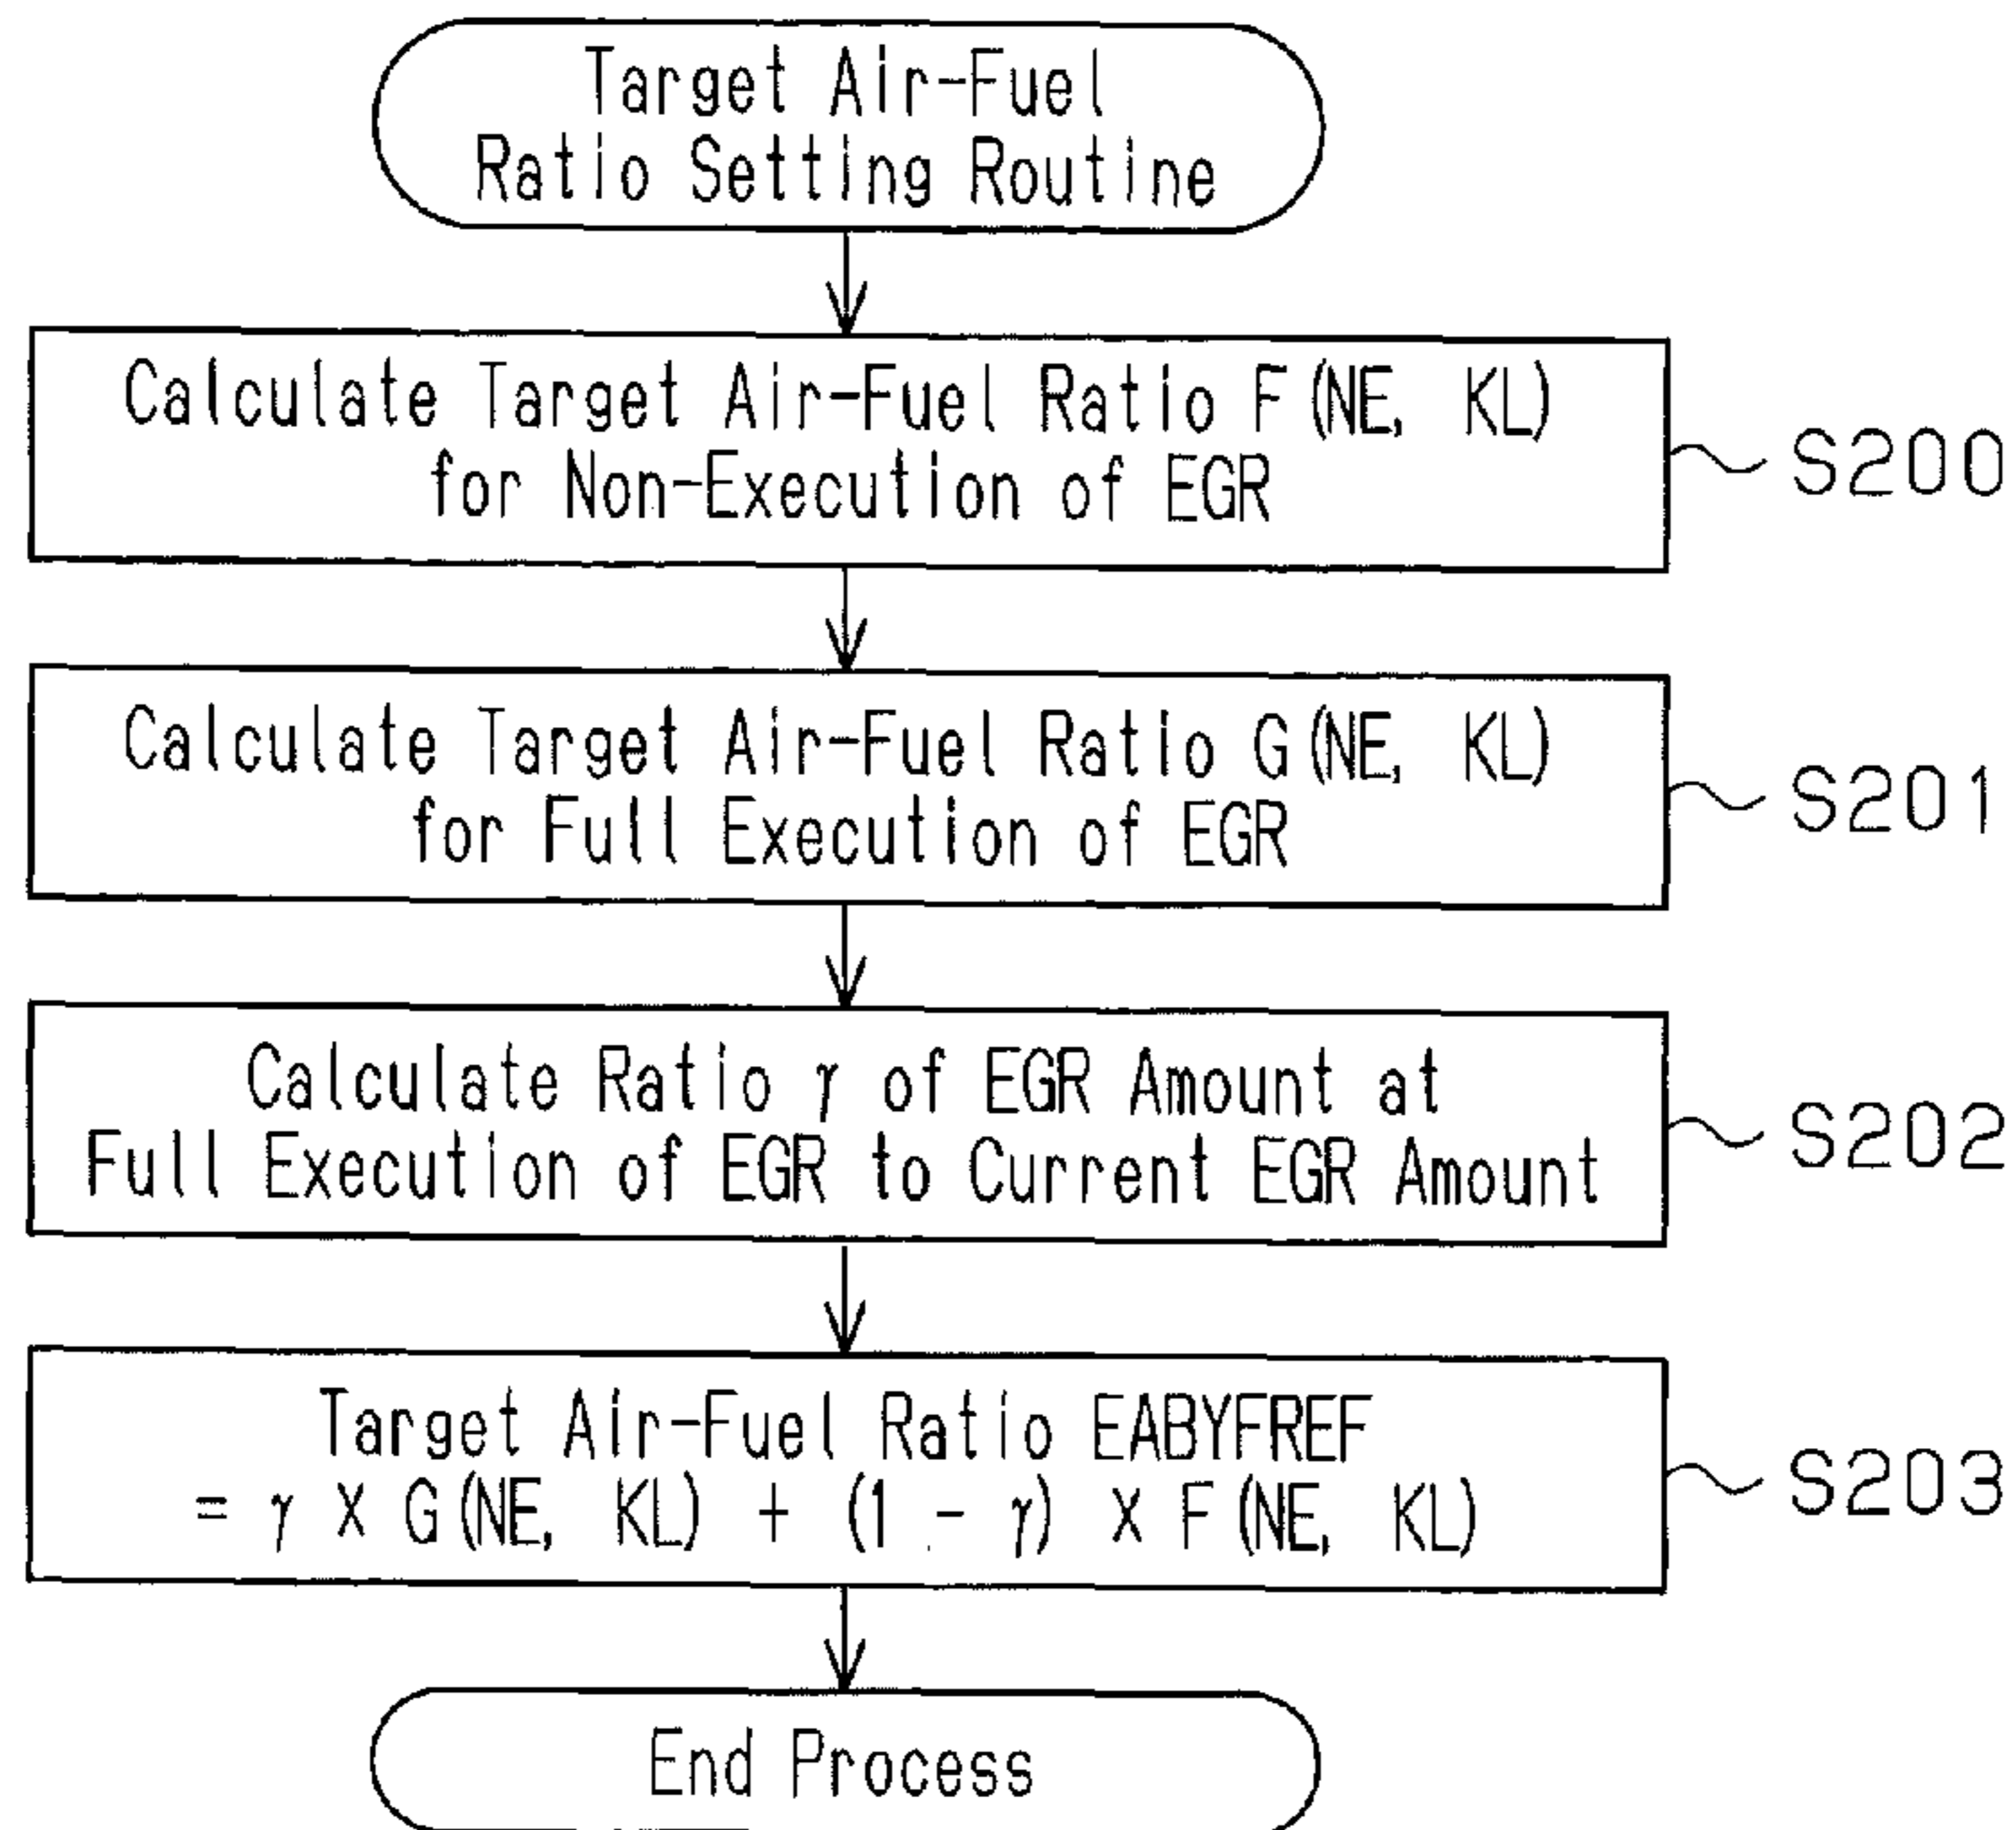 Target Air-Fuel
Ratio Setting Routine
Calculate Target Air-Fuel Ratio F(NE, KL)
for Non-Execution of EGR
S200
Calculate Target Air-Fuel Ratio G(NE, KL)
for Full Execution of EGR
S201
Calculate Ratio γ of EGR Amount at
Full Execution of EGR to Current EGR Amount
S202
Target Air-Fuel Ratio EABYFREF
= γ X G(NE, KL) + (1 - γ) X F(NE, KL)
S203
End Process